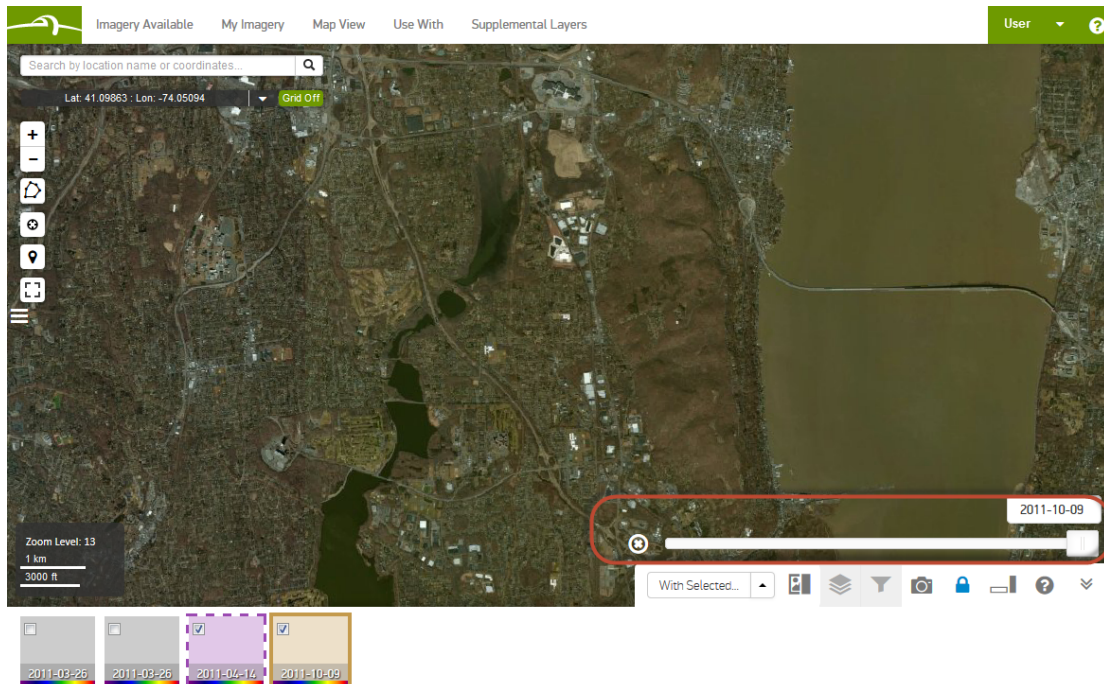 Imagery Available My Imagery Map View Use With Supplemental Layers User ?
Search by location name or coordinates...
Lat: 41.09863 : Lon: -74.05094 Grid Off
+
−
2011-10-09
Zoom Level: 13
1 km
3000 ft
With Selected... ?
2011-03-26 2011-03-26 2011-04-14 2011-10-09